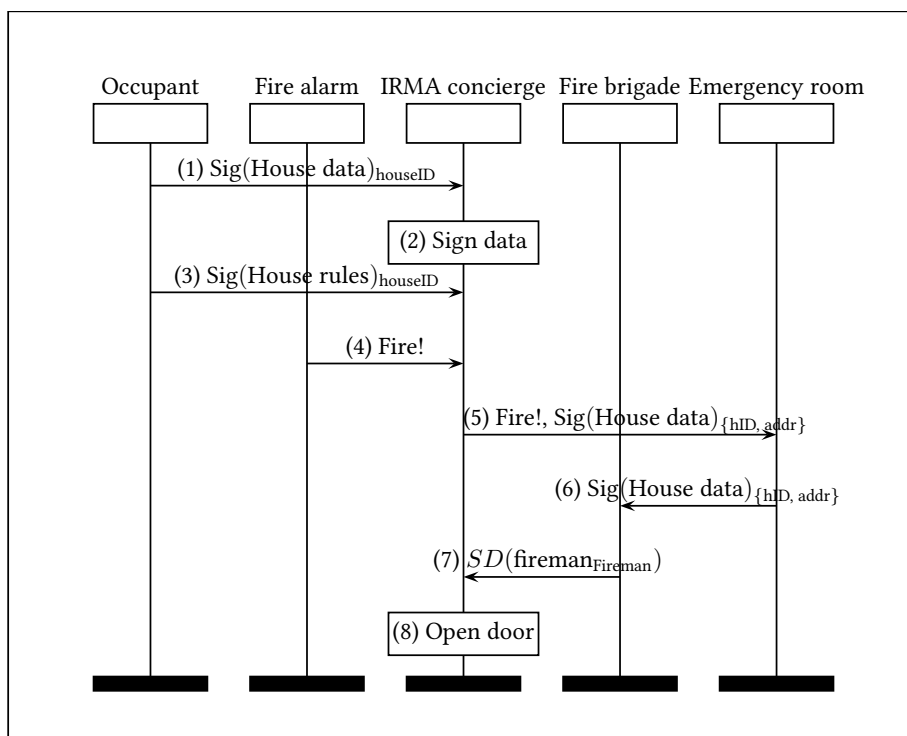 Occupant Fire alarm IRMA concierge Fire brigade Emergency room
(1) Sig(House data)houseID
(2) Sign data
(3) Sig(House rules)houseID
(4) Fire!
(5) Fire!, Sig(House data){hID, addr}
(6) Sig(House data){hID, addr}
(7) SD(firemanFireman)
(8) Open door